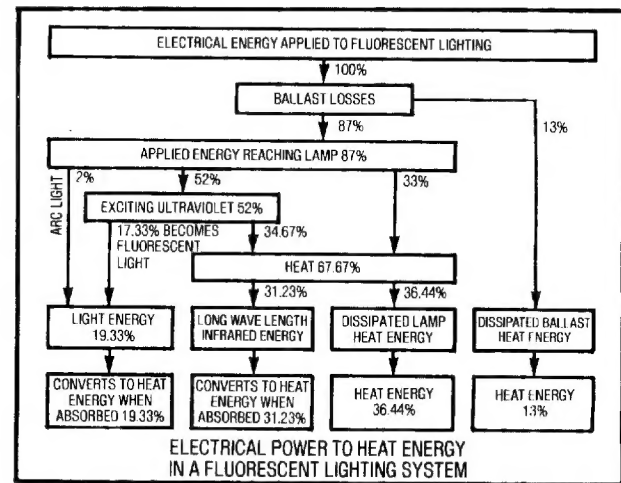 ELECTRICAL ENERGY APPLIED TO FLUORESCENT LIGHTING
100%
BALLAST LOSSES
87%
13%
APPLIED ENERGY REACHING LAMP 87%
ARC LIGHT
2%
52%
33%
EXCITING ULTRAVIOLET 52%
17.33% BECOMES
FLUORESCENT
LIGHT
34.67%
HEAT 67.67%
31.23%
36.44%
LIGHT ENERGY
19.33%
LONG WAVE LENGTH
INFRARED ENERGY
DISSIPATED LAMP
HEAT ENERGY
DISSIPATED BALLAST
HEAT ENERGY
CONVERTS TO HEAT
ENERGY WHEN
ABSORBED 19.33%
CONVERTS TO HEAT
ENERGY WHEN
ABSORBED 31.23%
HEAT ENERGY
36.44%
HEAT ENERGY
13%
ELECTRICAL POWER TO HEAT ENERGY
IN A FLUORESCENT LIGHTING SYSTEM